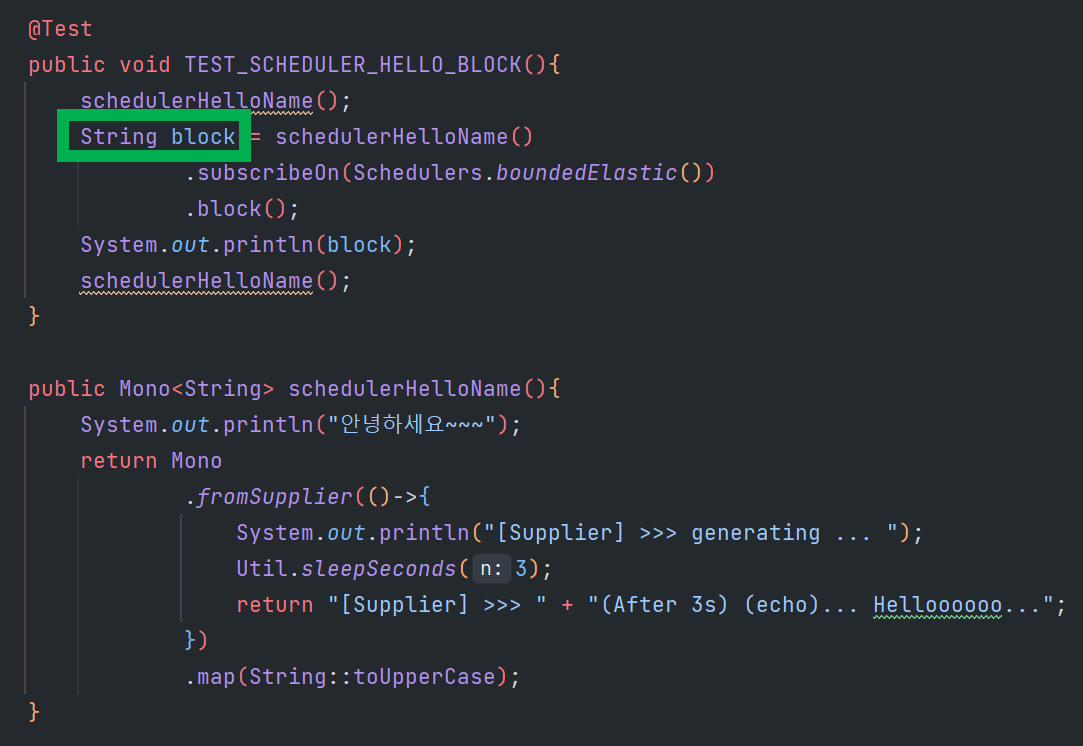 @Test
public void TEST_SCHEDULER_HELLO_BLOCK(){
    schedulerHelloName();
    String block = schedulerHelloName()
            .subscribeOn(Schedulers.boundedElastic())
            .block();
    System.out.println(block);
    schedulerHelloName();
}
public Mono<String> schedulerHelloName(){
    System.out.println("안녕하세요~~~");
    return Mono
            .fromSupplier(()->{
                System.out.println("[Supplier] >>> generating ... ");
                Util.sleepSeconds( n: 3);
                return "[Supplier] >>> " + "(After 3s) (echo)... Helloooooo...";
            })
            .map(String::toUpperCase);
}